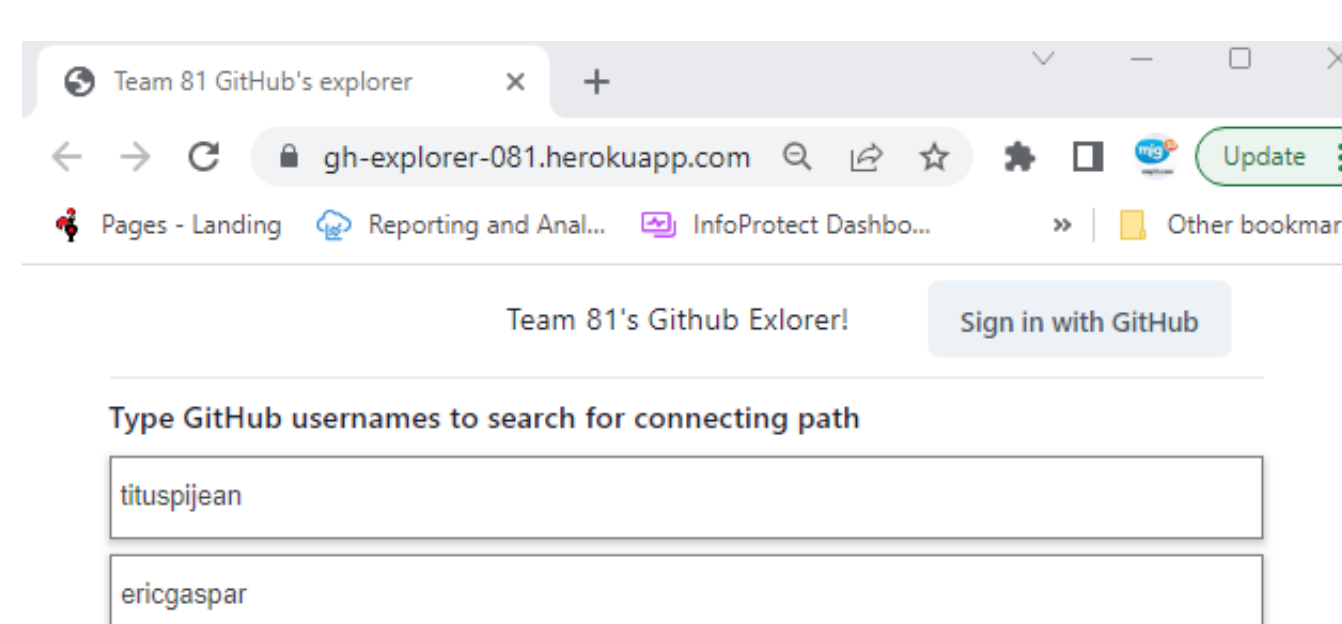 Team 81 GitHub's explorer
gh-explorer-081.herokuapp.com
mig
Update
Pages - Landing Reporting and Anal... InfoProtect Dashbo... » Other bookmar
Team 81's Github Exlorer! Sign in with GitHub
Type GitHub usernames to search for connecting path
tituspijean
ericgaspar